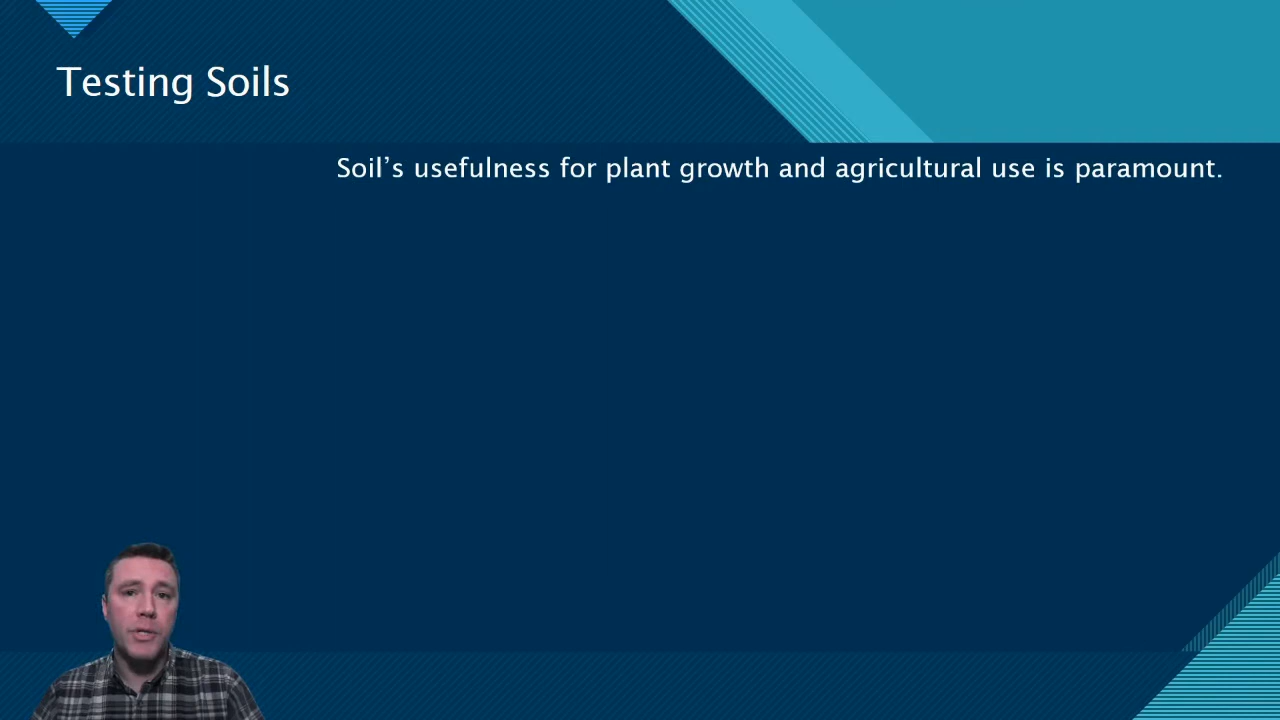 Testing Soils
Soil’s usefulness for plant growth and agricultural use is paramount.